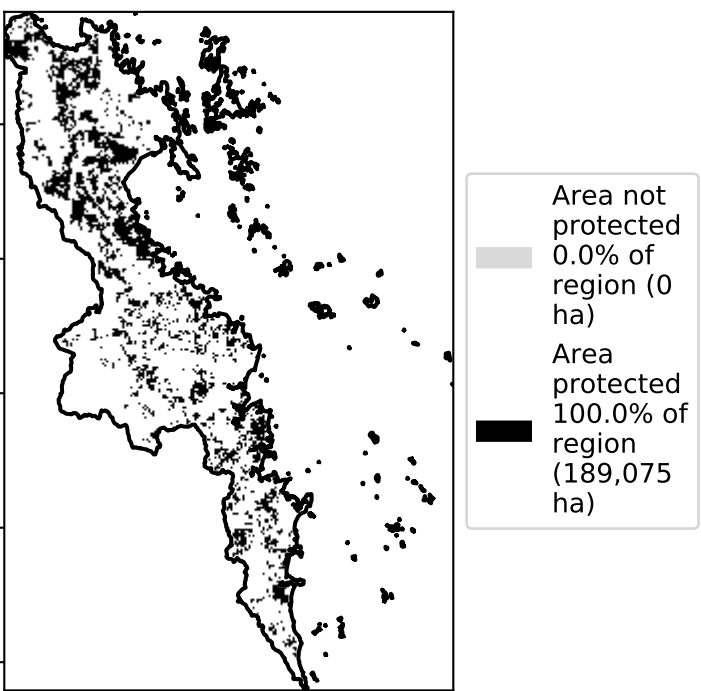 Area not
protected
0.0% of
region (0
ha)
Area
protected
100.0% of
region
(189,075
ha)